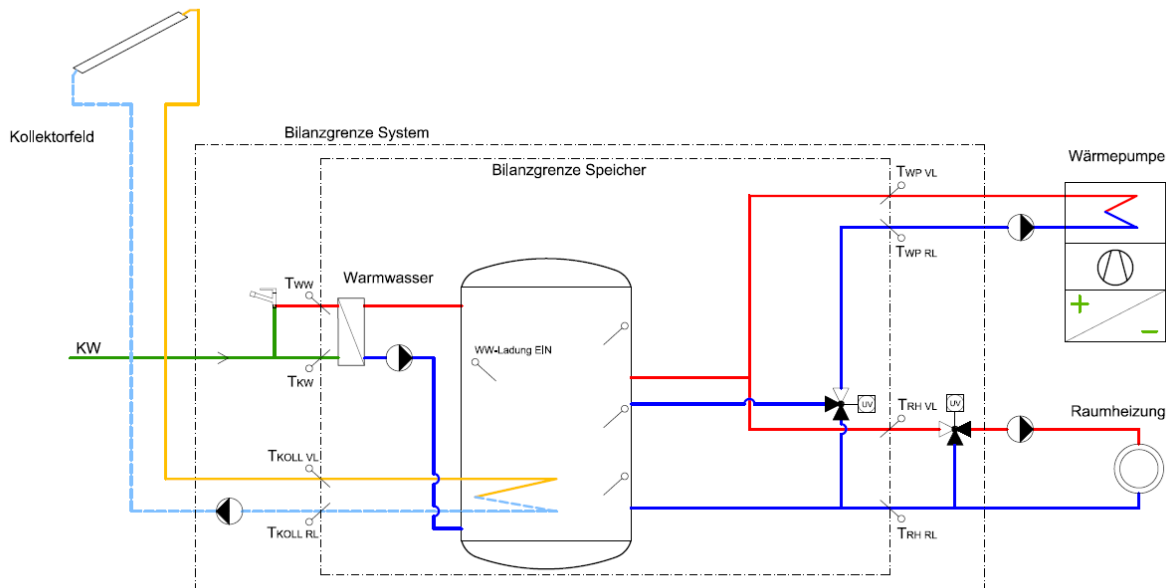 Kollektorfeld
Bilanzgrenze System
Bilanzgrenze Speicher
Wärmepumpe
TWP VL
TWP RL
TWW
Warmwasser
KW
TKW
WW-Ladung EIN
UV
UV
TRH VL
Raumheizung
TKOLL VL
TKOLL RL
TRH RL